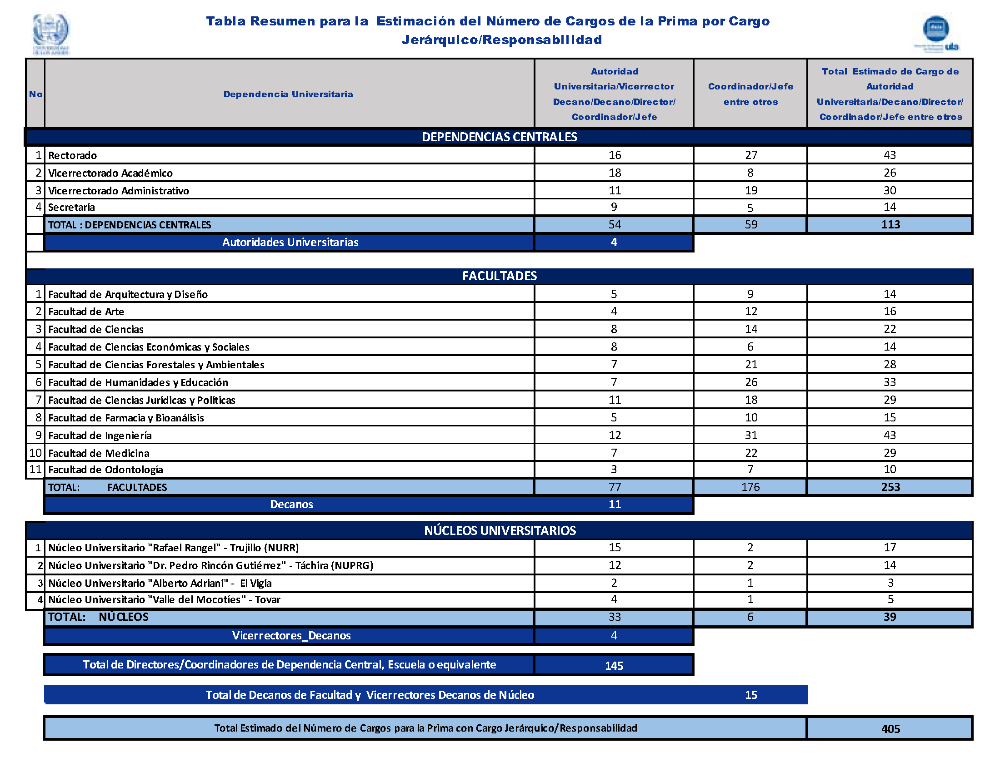 Tabla Resumen para la Estimación del Número de Cargos de la Prima por Cargo
Jerárquico/Responsabilidad
UNIVERSIDAD
DE LOS ANDES
ula
No
Dependencia Universitaria
Autoridad
Universitaria/Vicerrector
Decano/Decano/Director/
Coordinador/Jefe
Coordinador/Jefe
entre otros
Total Estimado de Cargo de
Autoridad
Universitaria/Decano/Director/
Coordinador/Jefe entre otros
DEPENDENCIAS CENTRALES
1 Rectorado 16 27 43
2 Vicerrectorado Académico 18 8 26
3 Vicerrectorado Administrativo 11 19 30
4 Secretaría 9 5 14
TOTAL : DEPENDENCIAS CENTRALES 54 59 113
Autoridades Universitarias 4
FACULTADES
1 Facultad de Arquitectura y Diseño 5 9 14
2 Facultad de Arte 4 12 16
3 Facultad de Ciencias 8 14 22
4 Facultad de Ciencias Económicas y Sociales 8 6 14
5 Facultad de Ciencias Forestales y Ambientales 7 21 28
6 Facultad de Humanidades y Educación 7 26 33
7 Facultad de Ciencias Jurídicas y Políticas 11 18 29
8 Facultad de Farmacia y Bioanálisis 5 10 15
9 Facultad de Ingeniería 12 31 43
10 Facultad de Medicina 7 22 29
11 Facultad de Odontología 3 7 10
TOTAL: FACULTADES 77 176 253
Decanos 11
NÚCLEOS UNIVERSITARIOS
1 Núcleo Universitario "Rafael Rangel" - Trujillo (NURR) 15 2 17
2 Núcleo Universitario "Dr. Pedro Rincón Gutiérrez" - Táchira (NUPRG) 12 2 14
3 Núcleo Universitario "Alberto Adrianí" - El Vigía 2 1 3
4 Núcleo Universitario "Valle del Mocotíes" - Tovar 4 1 5
TOTAL: NÚCLEOS 33 6 39
Vicerrectores_Decanos 4
Total de Directores/Coordinadores de Dependencia Central, Escuela o equivalente 145
Total de Decanos de Facultad y Vicerrectores Decanos de Núcleo 15
Total Estimado del Número de Cargos para la Prima con Cargo Jerárquico/Responsabilidad 405